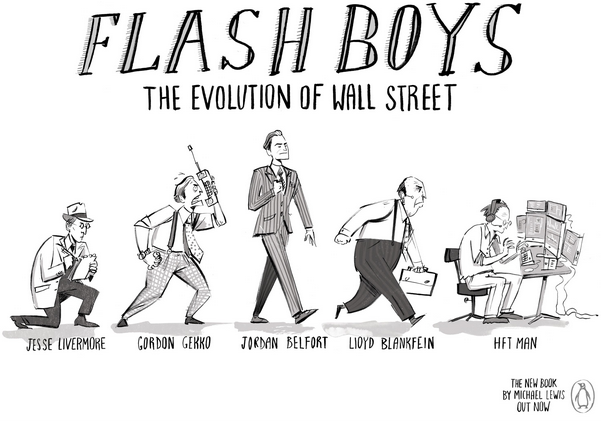 FLASH BOYS
THE EVOLUTION OF WALL STREET
JESSE LIVERMORE
GORDON GEKKO
JORDAN BELFORT
LLOYD BLANKFEIN
HFT MAN
THE NEW BOOK
BY MICHAEL LEWIS
OUT NOW